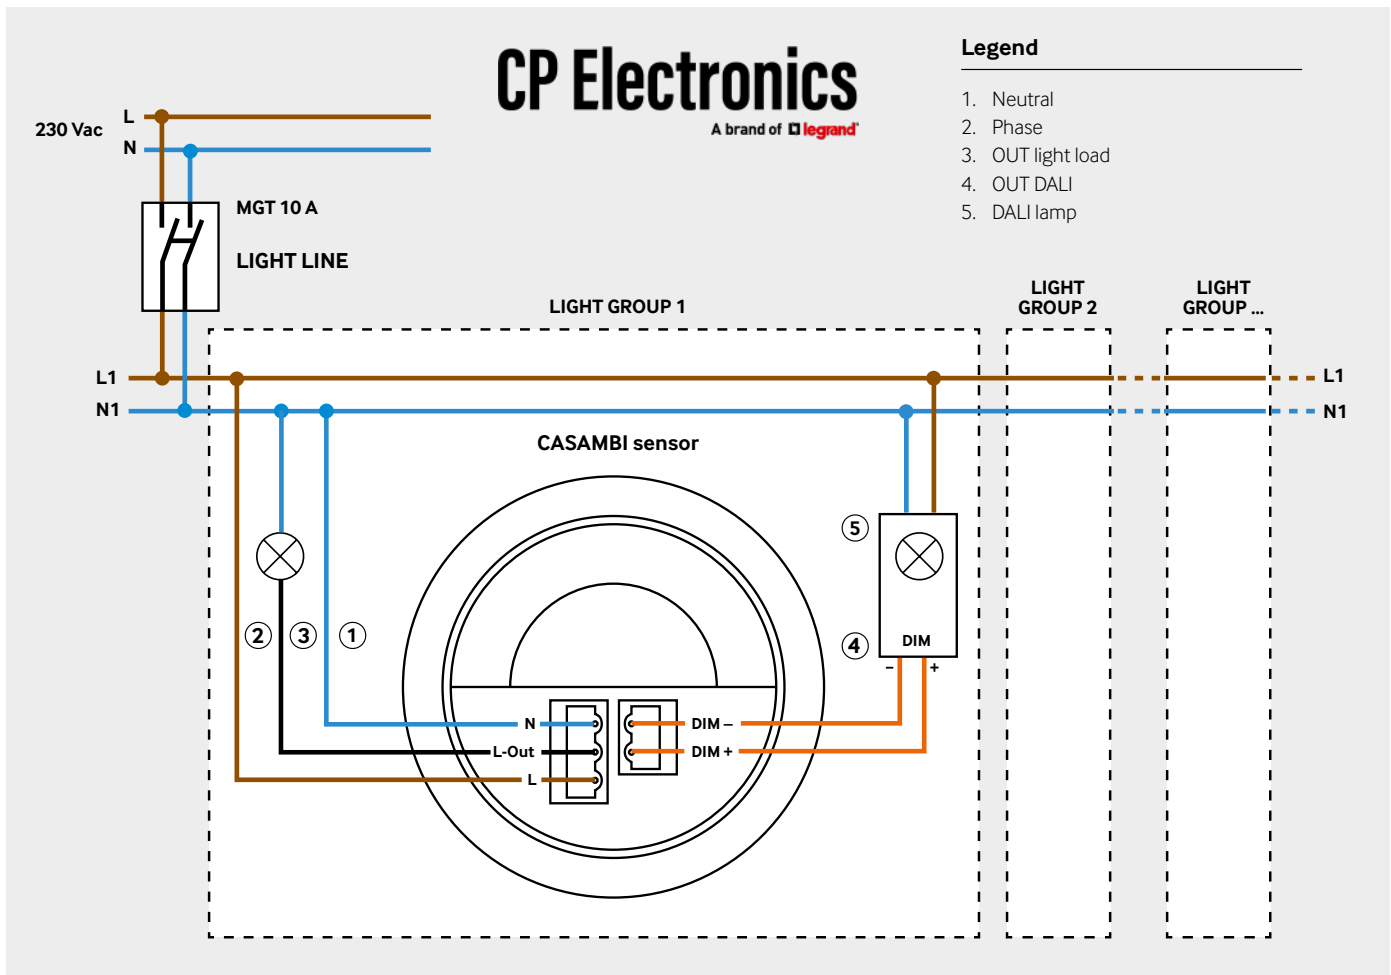 CP Electronics
A brand of legrand
Legend
1. Neutral
2. Phase
3. OUT light load
4. OUT DALI
5. DALI lamp
230 Vac
L
N
MGT 10 A
LIGHT LINE
LIGHT GROUP 1
LIGHT
GROUP 2
LIGHT
GROUP ...
L1
L1
N1
N1
CASAMBI sensor
5
2
3
1
4
DIM
– +
N
DIM –
L-Out
DIM +
L